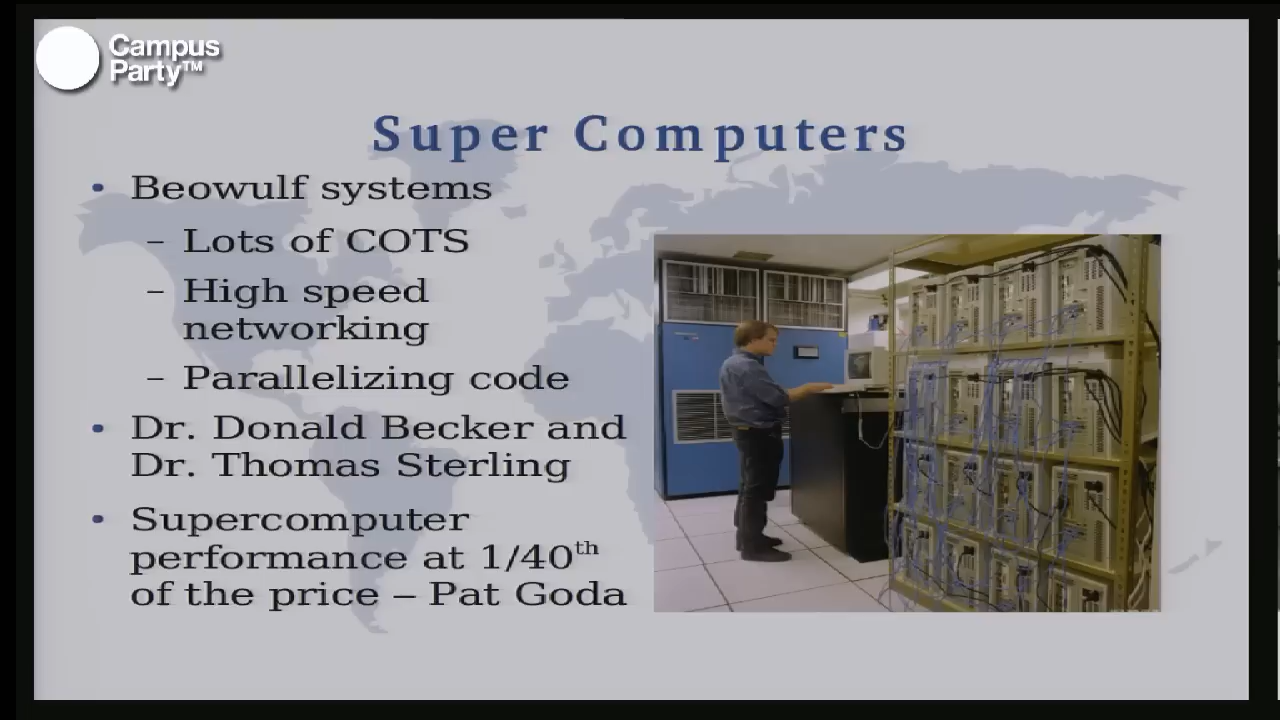 Campus
Party™
Super Computers
• Beowulf systems
– Lots of COTS
– High speed
networking
– Parallelizing code
• Dr. Donald Becker and
Dr. Thomas Sterling
• Supercomputer
performance at 1/40th
of the price – Pat Goda